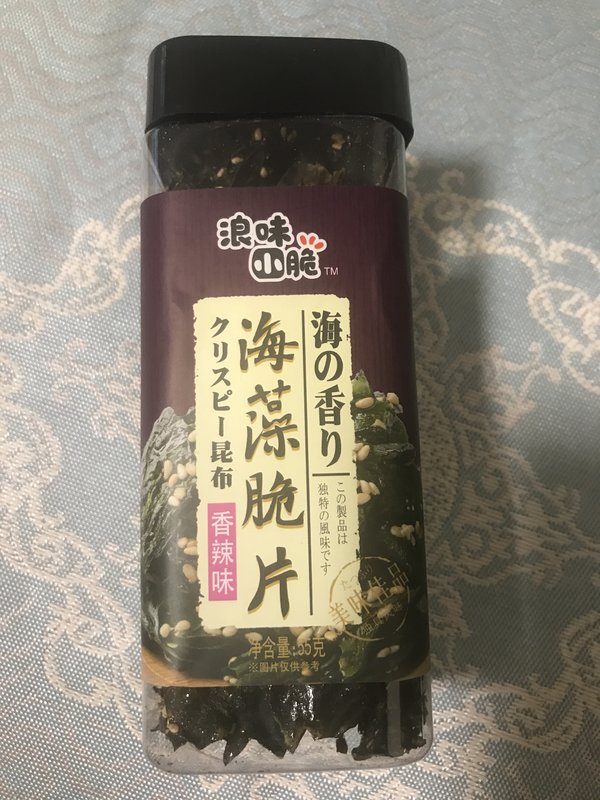 浪味
小脆 TM
海の香り
この製品は
独特の風味です
海藻脆片
クリスピー昆布
香辣味
美味佳品
净含量:55克
※图片仅供参考